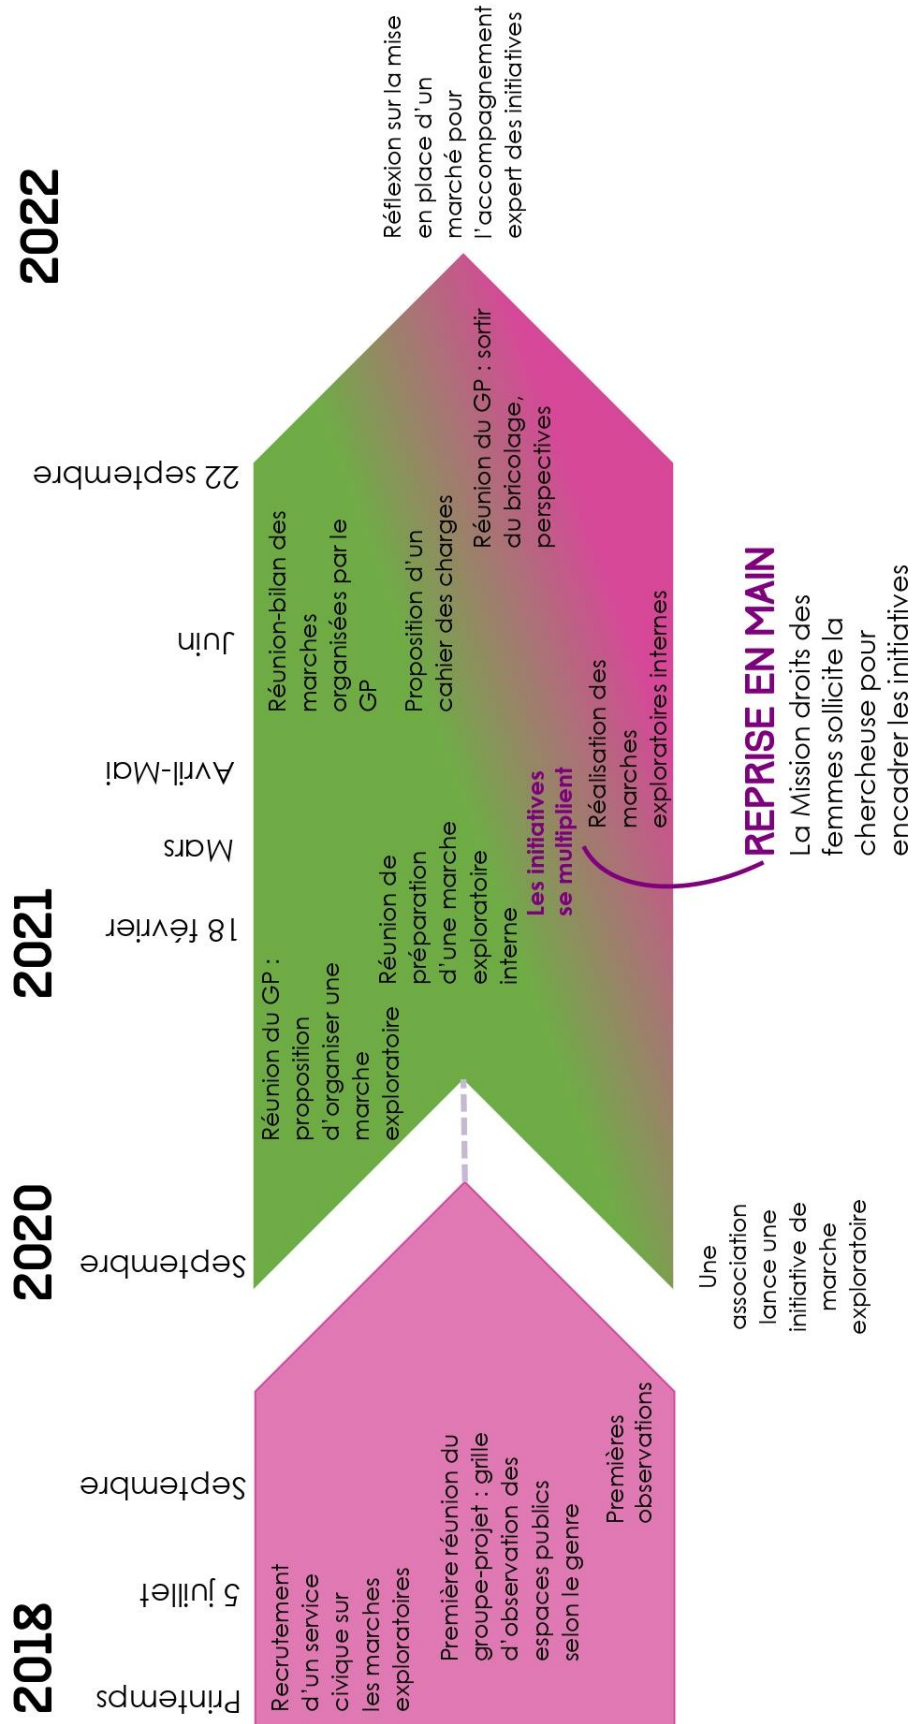 2018
2020
2021
2022
Printemps
5 juillet
Septembre
Septembre
18 février
Mars
Avril-Mai
Juin
22 septembre
Recrutement
d'un service
civique sur
les marches
exploratoires
Première réunion du
groupe-projet : grille
d'observation des
espaces publics
selon le genre
Premières
observations
Une
association
lance une
initiative de
marche
exploratoire
Réunion du GP :
proposition
d'organiser une
marche
exploratoire
Réunion de
préparation
d'une marche
exploratoire
interne
Les initiatives
se multiplient
Réalisation des
marches
exploratoires internes
Réunion-bilan des
marches
organisées par le
GP
Proposition d'un
cahier des charges
Réunion du GP : sortir
du bricolage,
perspectives
Réflexion sur la mise
en place d'un
marché pour
l'accompagnement
expert des initiatives
REPRISE EN MAIN
La Mission droits des
femmes sollicite la
chercheuse pour
encadrer les initiatives